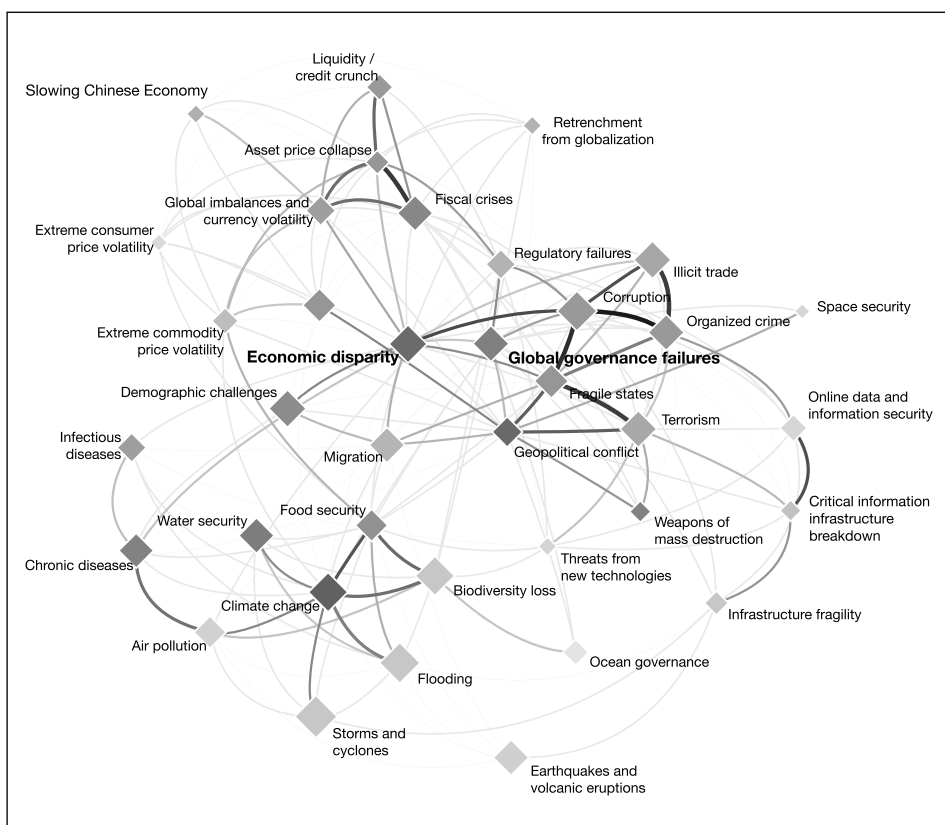 Liquidity /
credit crunch
Slowing Chinese Economy
Retrenchment
from globalization
Asset price collapse
Fiscal crises
Global imbalances and
currency volatility
Extreme consumer
price volatility
Regulatory failures
Illicit trade
Corruption
Space security
Organized crime
Extreme commodity
price volatility
Economic disparity
Global governance failures
Demographic challenges
Fragile states
Online data and
information security
Terrorism
Infectious
diseases
Migration
Geopolitical conflict
Food security
Water security
Weapons of
mass destruction
Critical information
infrastructure
breakdown
Chronic diseases
Threats from
new technologies
Biodiversity loss
Climate change
Infrastructure fragility
Air pollution
Ocean governance
Flooding
Storms and
cyclones
Earthquakes and
volcanic eruptions